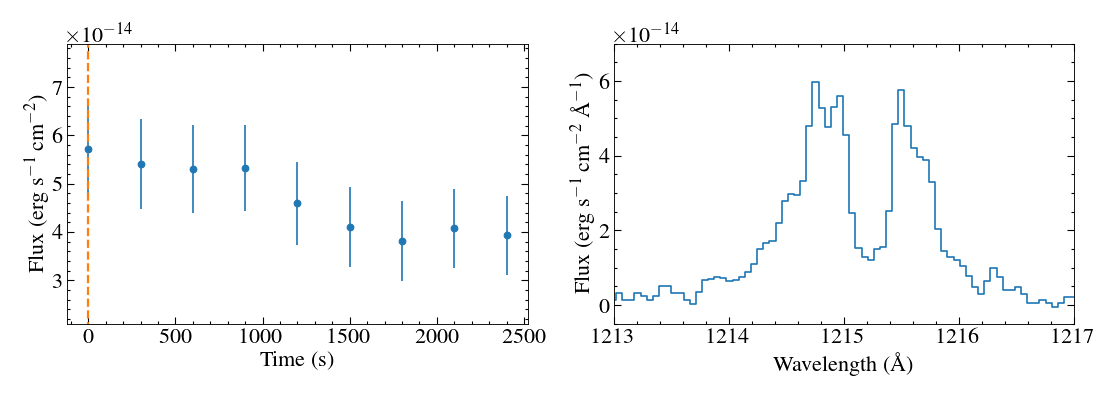 ×10⁻¹⁴
Flux (erg s⁻¹ cm⁻²)
7
6
5
4
3
0 500 1000 1500 2000 2500
Time (s)
×10⁻¹⁴
Flux (erg s⁻¹ cm⁻² Å⁻¹)
6
4
2
0
1213 1214 1215 1216 1217
Wavelength (Å)